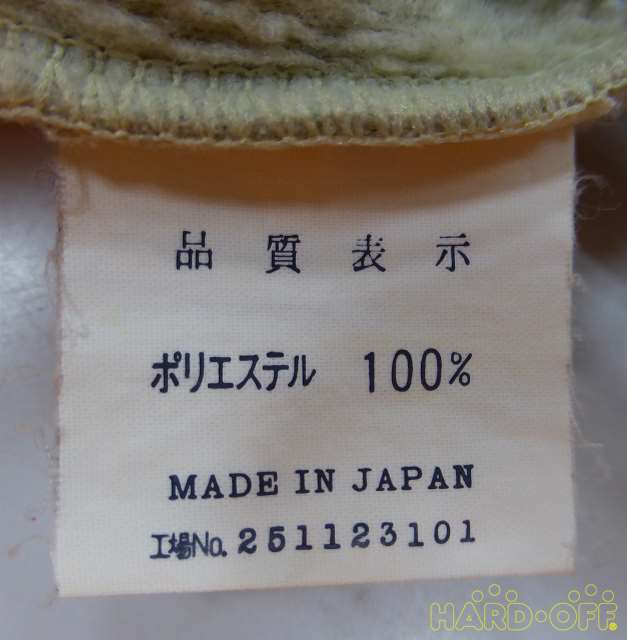 品質表示
ポリエステル 100%
MADE IN JAPAN
工場No. 251123101
HARD・OFF®